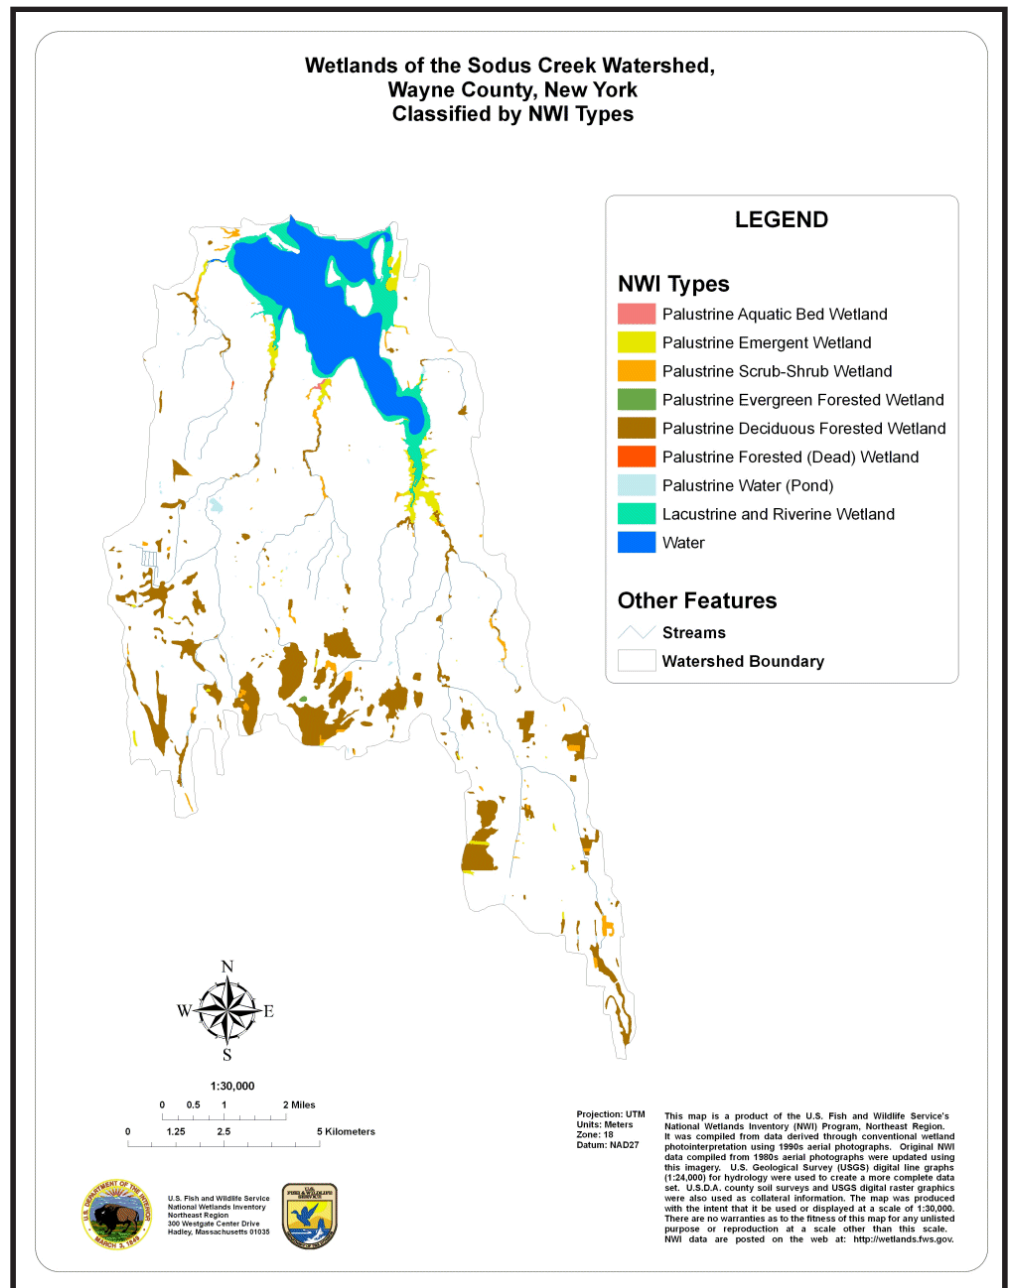 Wetlands of the Sodus Creek Watershed,
Wayne County, New York
Classified by NWI Types
LEGEND
NWI Types
Palustrine Aquatic Bed Wetland
Palustrine Emergent Wetland
Palustrine Scrub-Shrub Wetland
Palustrine Evergreen Forested Wetland
Palustrine Deciduous Forested Wetland
Palustrine Forested (Dead) Wetland
Palustrine Water (Pond)
Lacustrine and Riverine Wetland
Water
Other Features
Streams
Watershed Boundary
N
W E
S
1:30,000
0 0.5 1 2 Miles
0 1.25 2.5 5 Kilometers
Projection: UTM
Units: Meters
Zone: 18
Datum: NAD27
This map is a product of the U.S. Fish and Wildlife Service's
National Wetlands Inventory (NWI) Program, Northeast Region.
It was compiled from data derived through conventional wetland
photointerpretation using 1990s aerial photographs. Original NWI
data compiled from 1980s aerial photographs were updated using
this imagery. U.S. Geological Survey (USGS) digital line graphs
(1:24,000) for hydrology were used to create a more complete data
set. U.S.D.A. county soil surveys and USGS digital raster graphics
were also used as collateral information. The map was produced
with the intent that it be used or displayed at a scale of 1:30,000.
There are no warranties as to the fitness of this map for any unlisted
purpose or reproduction at a scale other than this scale.
NWI data are posted on the web at: http://wetlands.fws.gov.
U.S. DEPARTMENT OF THE INTERIOR
MARCH 3, 1849
U.S. Fish and Wildlife Service
National Wetlands Inventory
Northeast Region
300 Westgate Center Drive
Hadley, Massachusetts 01035
U.S.
FISH & WILDLIFE
SERVICE